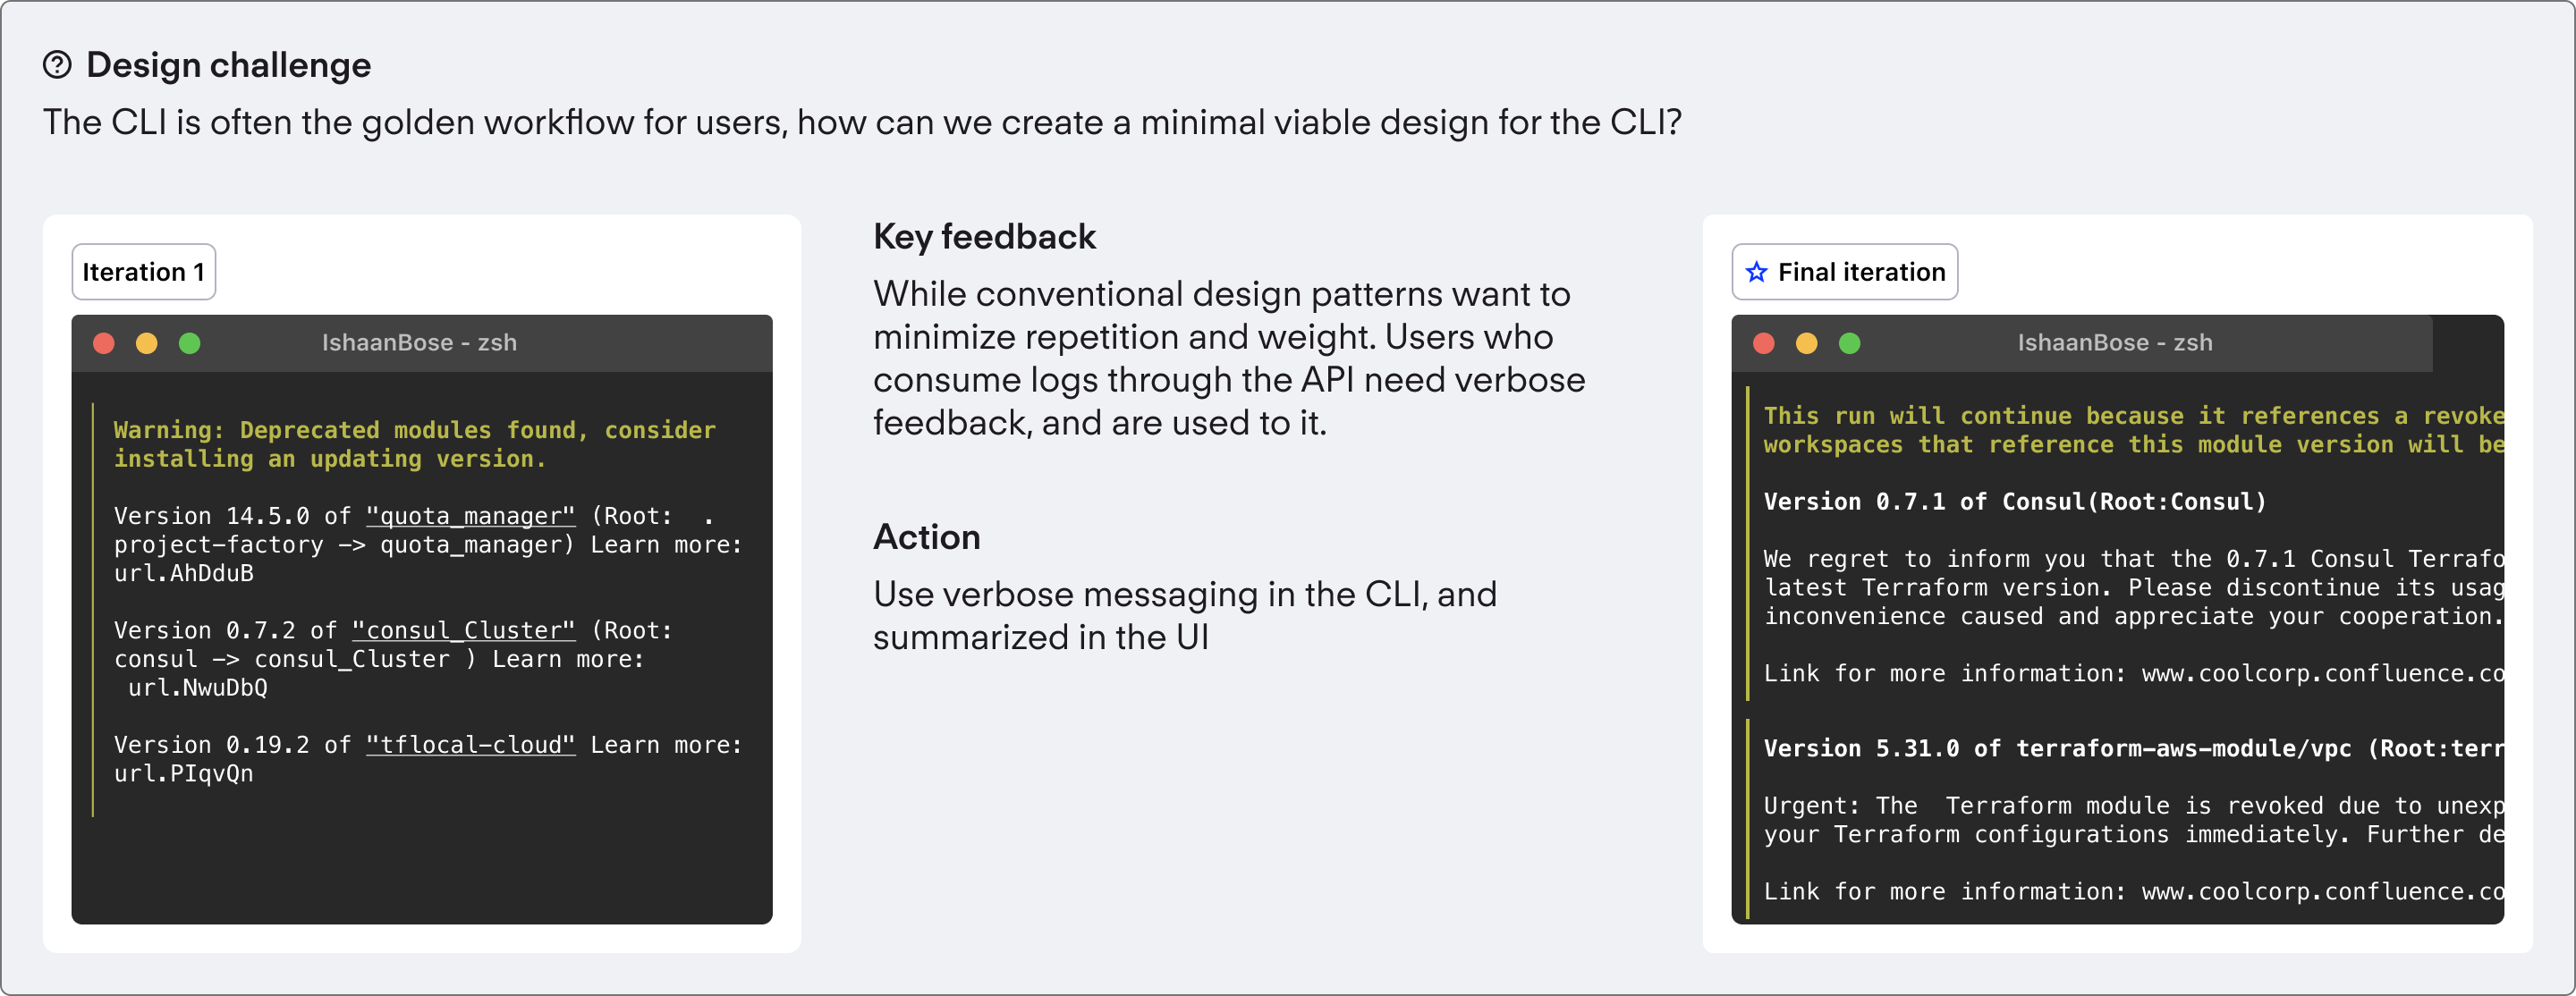 Design challenge
The CLI is often the golden workflow for users, how can we create a minimal viable design for the CLI?
Iteration 1
IshaanBose - zsh
Warning: Deprecated modules found, consider
installing an updating version.
Version 14.5.0 of "quota_manager" (Root:  .
project-factory -> quota_manager) Learn more:
url.AhDduB
Version 0.7.2 of "consul_Cluster" (Root:
consul -> consul_Cluster ) Learn more:
url.NwuDbQ
Version 0.19.2 of "tflocal-cloud" Learn more:
url.PIqvQn
Key feedback
While conventional design patterns want to
minimize repetition and weight. Users who
consume logs through the API need verbose
feedback, and are used to it.
Action
Use verbose messaging in the CLI, and
summarized in the UI
Final iteration
IshaanBose - zsh
This run will continue because it references a revoke
workspaces that reference this module version will be
Version 0.7.1 of Consul(Root:Consul)
We regret to inform you that the 0.7.1 Consul Terrafo
latest Terraform version. Please discontinue its usag
inconvenience caused and appreciate your cooperation.
Link for more information: www.coolcorp.confluence.co
Version 5.31.0 of terraform-aws-module/vpc (Root:terr
Urgent: The  Terraform module is revoked due to unexp
your Terraform configurations immediately. Further de
Link for more information: www.coolcorp.confluence.co